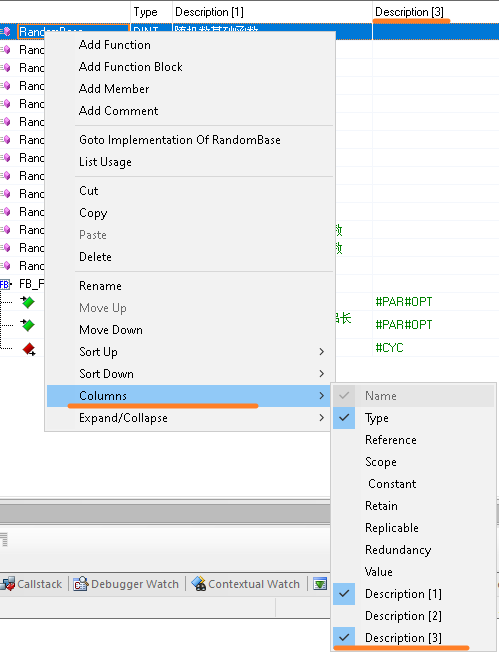 Type Description [1] Description [3]
RandomBase DINT 随机数基础函数
Add Function
Add Function Block
Add Member
Add Comment
Goto Implementation Of RandomBase
List Usage
Cut
Copy
Paste
Delete
Rename
Move Up
Move Down
Sort Up
Sort Down
Columns
Expand/Collapse
Rand
Rand
Rand
Rand
Rand
Rand
Rand
Rand
Rand
Rand
Rand
Rand
FB_F
数
数
品长
#PAR#OPT
#PAR#OPT
#CYC
Name
Type
Reference
Scope
Constant
Retain
Replicable
Redundancy
Value
Description [1]
Description [2]
Description [3]
Callstack Debugger Watch Contextual Watch